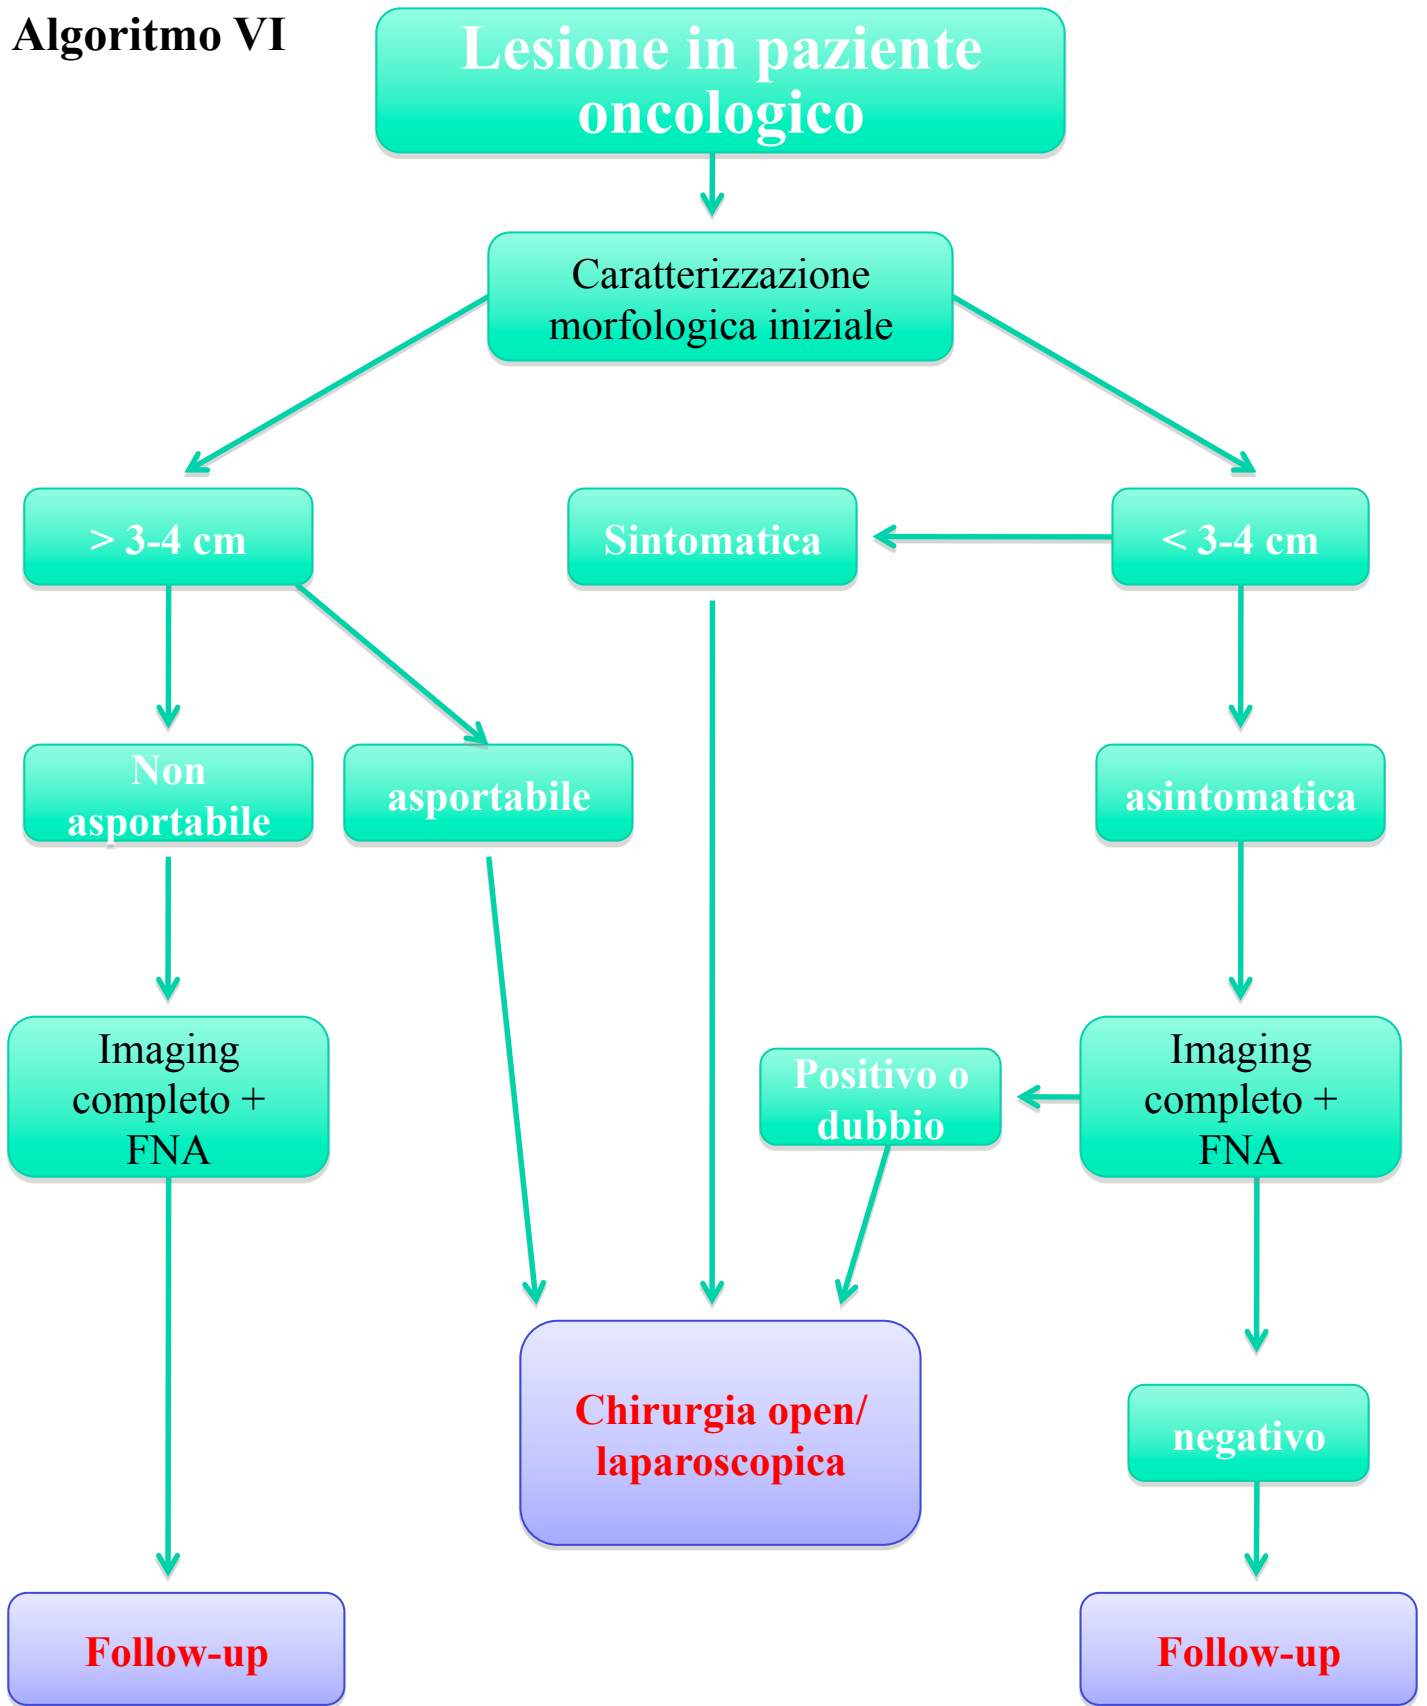 Algoritmo VI
Lesione in paziente
oncologico
Caratterizzazione
morfologica iniziale
> 3-4 cm
Sintomatica
< 3-4 cm
Non
asportabile
asportabile
asintomatica
Imaging
completo +
FNA
Positivo o
dubbio
Imaging
completo +
FNA
Chirurgia open/
laparoscopica
negativo
Follow-up
Follow-up